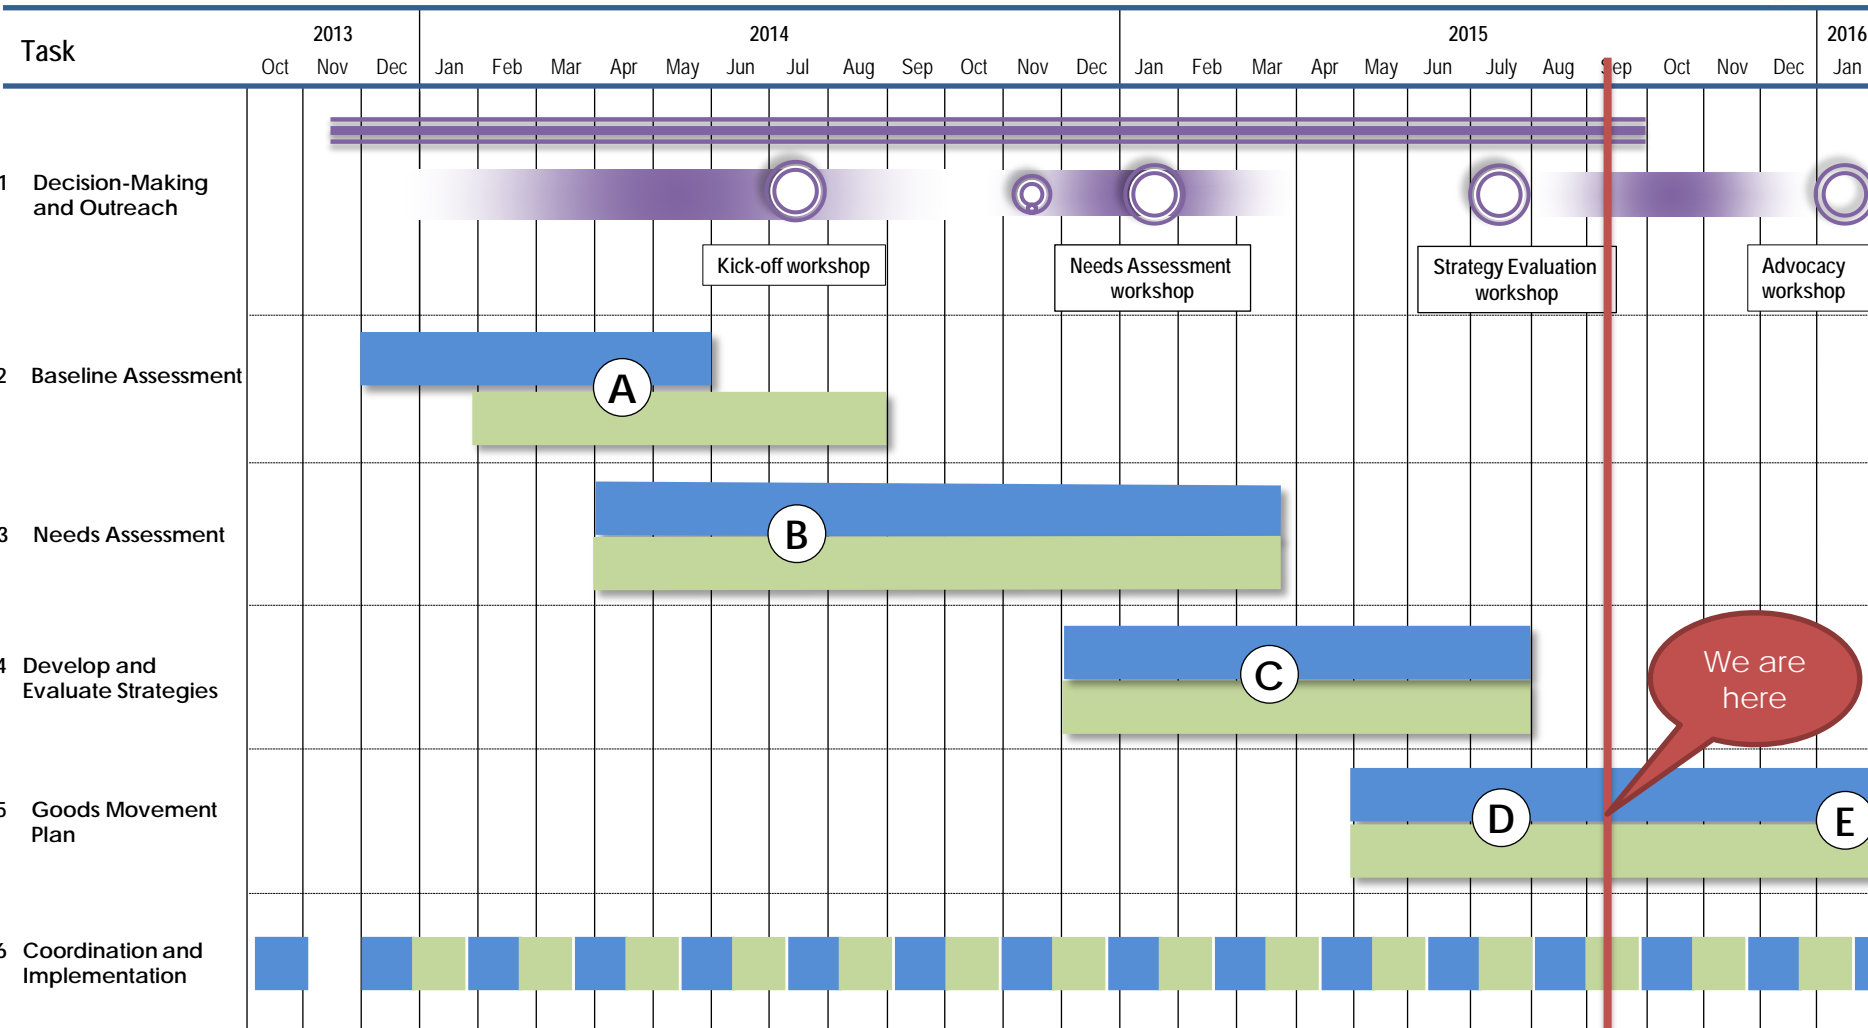 2013 2014 2015 2016
Task
Oct Nov Dec Jan Feb Mar Apr May Jun Jul Aug Sep Oct Nov Dec Jan Feb Mar Apr May Jun July Aug Sep Oct Nov Dec Jan
1 Decision-Making
and Outreach
Kick-off workshop
Needs Assessment
workshop
Strategy Evaluation
workshop
Advocacy
workshop
2 Baseline Assessment
A
3 Needs Assessment
B
4 Develop and
Evaluate Strategies
C
We are
here
5 Goods Movement
Plan
D
E
6 Coordination and
Implementation